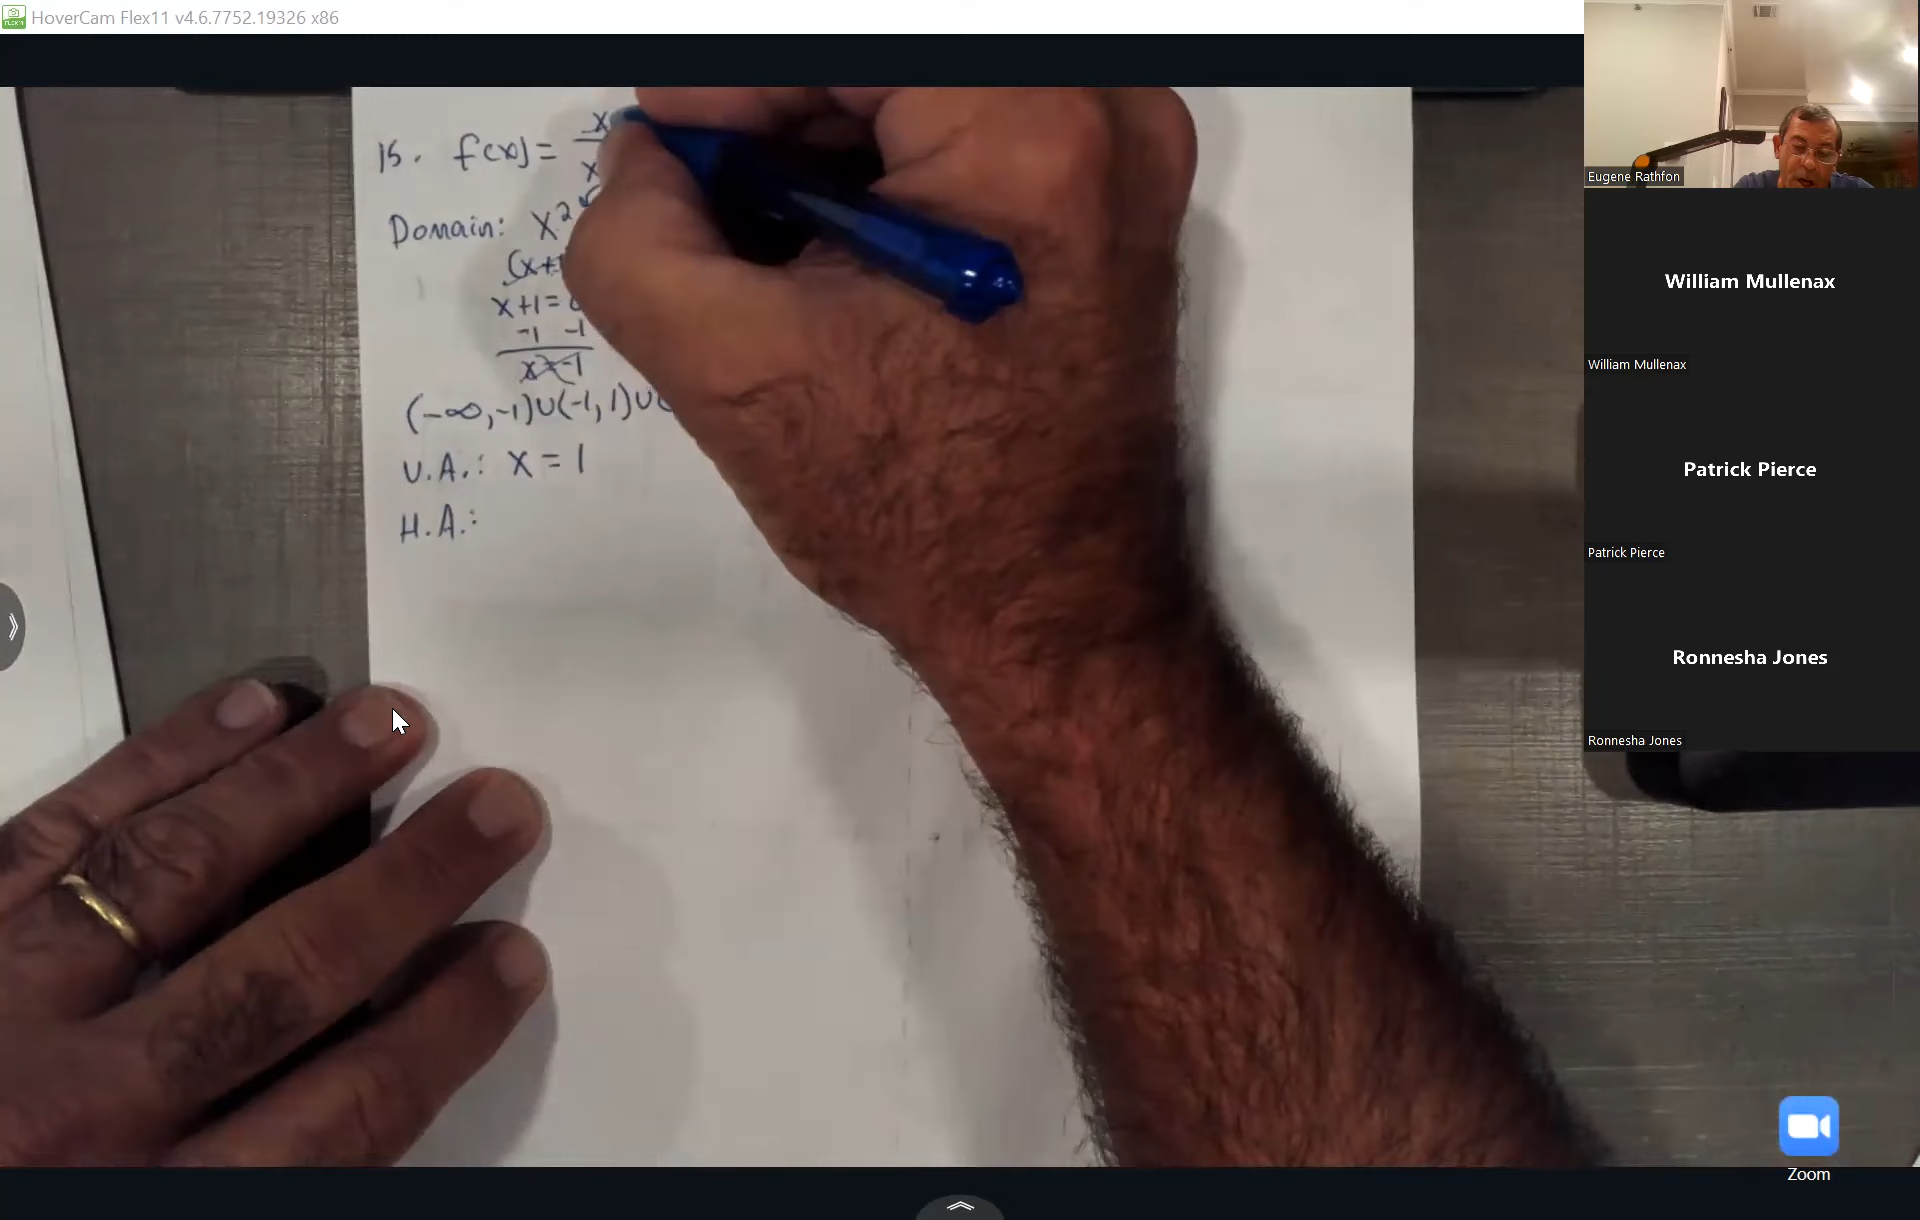 HoverCam Flex11 v4.6.7752.19326 x86
15. f(x) = x
x
Domain: x²
(x+
x+1=
-1 -1
x=-1
(-∞,-1)∪(-1,1)∪
V.A.: x = 1
H.A.:
Eugene Rathfon
William Mullenax
William Mullenax
Patrick Pierce
Patrick Pierce
Ronnesha Jones
Ronnesha Jones
Zoom